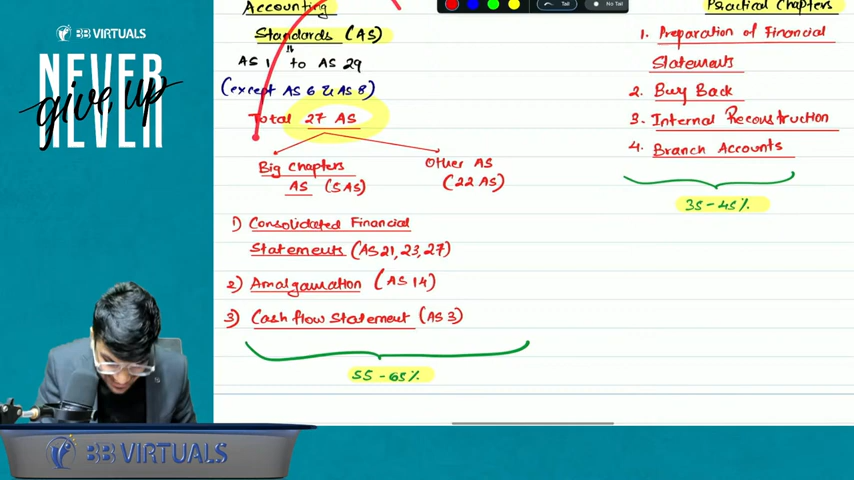 BB VIRTUALS
NEVER
give up
NEVER
Accounting
Standards (AS)
AS 1 to AS 29
(except AS 6 & AS 8)
Total 27 AS
Big Chapters
AS (5 AS)
Other AS
(22 AS)
1) Consolidated Financial
Statements (AS 21, 23, 27)
2) Amalgamation (AS 14)
3) Cash flow Statement (AS 3)
55-65%
Practical Chapters
1. Preparation of Financial
Statements
2. Buy Back
3. Internal Reconstruction
4. Branch Accounts
35-45%
Tail
No Tail
BB VIRTUALS